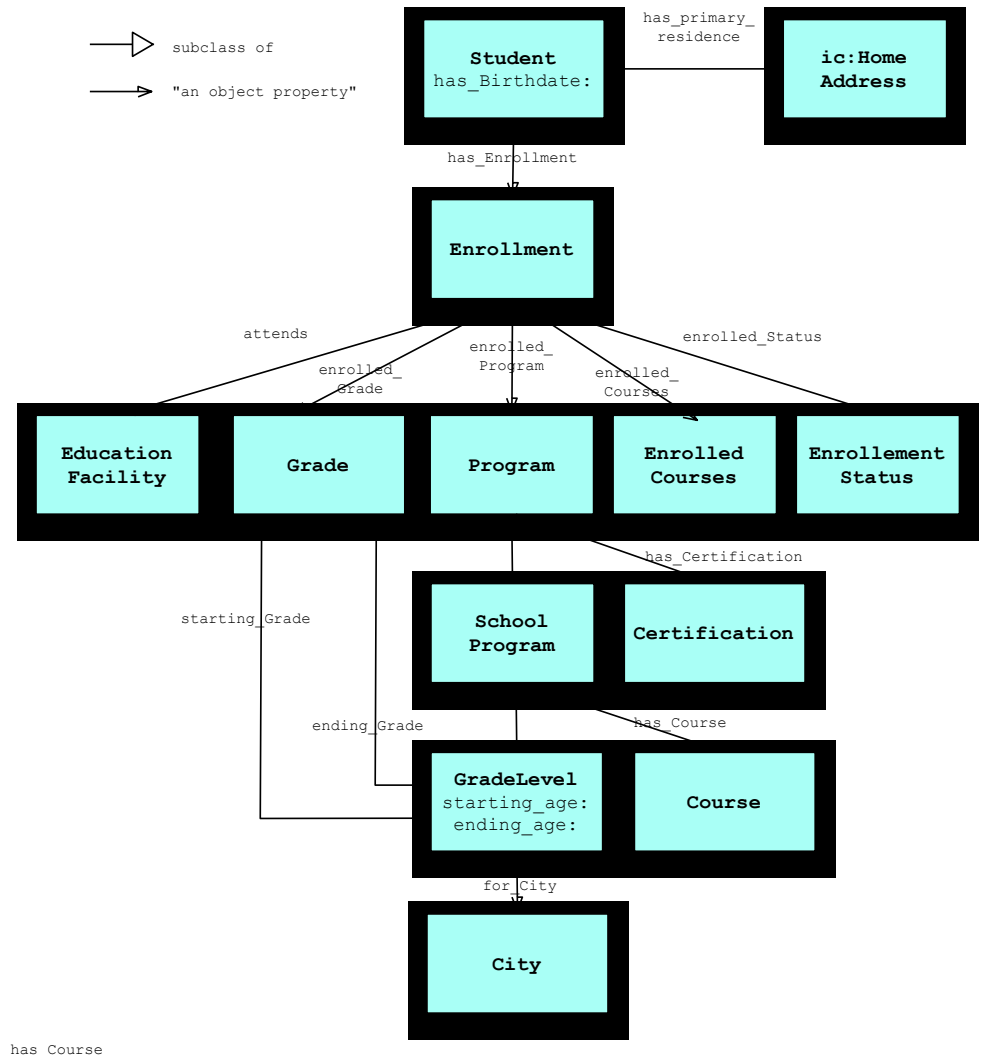 has_primary_
residence
subclass of
"an object property"
Student
has_Birthdate:
ic:Home
Address
has_Enrollment
Enrollment
attends
enrolled_
Grade
enrolled_
Program
enrolled_
Courses
enrolled_Status
Education
Facility
Grade
Program
Enrolled
Courses
Enrollement
Status
has_Certification
starting_Grade
School
Program
Certification
ending_Grade
has_Course
GradeLevel
starting_age:
ending_age:
Course
for_City
City
has Course